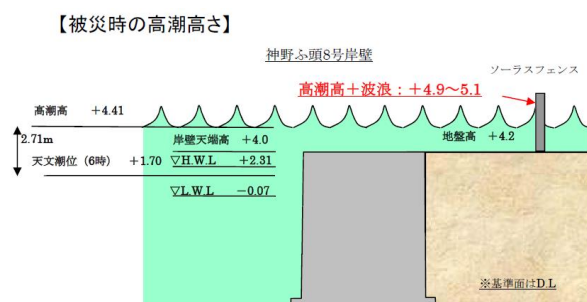 【被災時の高潮高さ】
神野ふ頭8号岸壁
ソーラスフェンス
高潮高＋波浪：＋4.9～5.1
高潮高 +4.41
2.71m
岸壁天端高 +4.0
地盤高 +4.2
天文潮位（6時） +1.70
▽H.W.L +2.31
▽L.W.L －0.07
※基準面はD.L